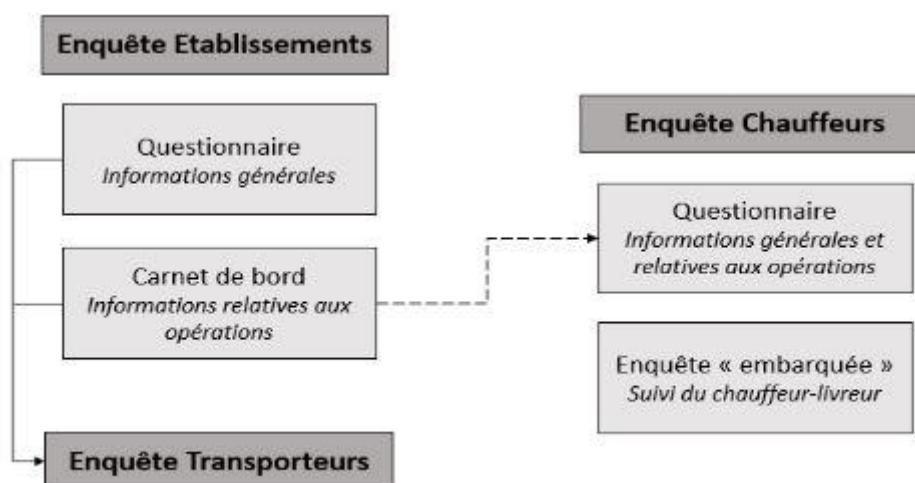 Enquête Etablissements
Questionnaire
Informations générales
Carnet de bord
Informations relatives aux
opérations
Enquête Transporteurs
Enquête Chauffeurs
Questionnaire
Informations générales et
relatives aux opérations
Enquête « embarquée »
Suivi du chauffeur-livreur